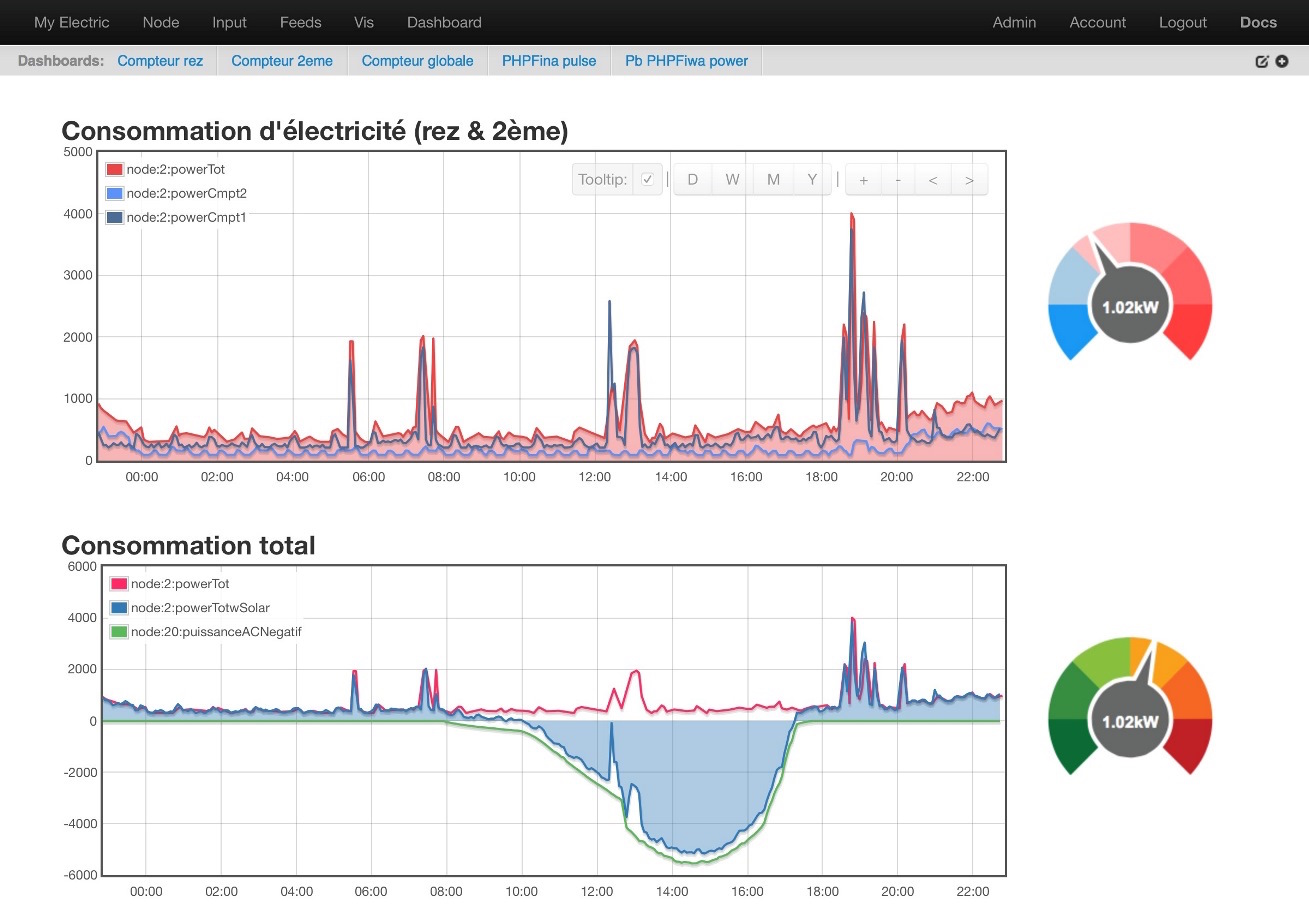 My Electric Node Input Feeds Vis Dashboard Admin Account Logout Docs
Dashboards: Compteur rez Compteur 2eme Compteur globale PHPFina pulse Pb PHPFiwa power
Consommation d'électricité (rez & 2ème)
5000
node:2:powerTot
Tooltip: | D W M Y | + - < >
node:2:powerCmpt2
4000
node:2:powerCmpt1
3000
1.02kW
2000
1000
0
00:00 02:00 04:00 06:00 08:00 10:00 12:00 14:00 16:00 18:00 20:00 22:00
Consommation total
6000
node:2:powerTot
node:2:powerTotwSolar
4000
node:20:puissanceACNegatif
2000
0
1.02kW
-2000
-4000
-6000
00:00 02:00 04:00 06:00 08:00 10:00 12:00 14:00 16:00 18:00 20:00 22:00